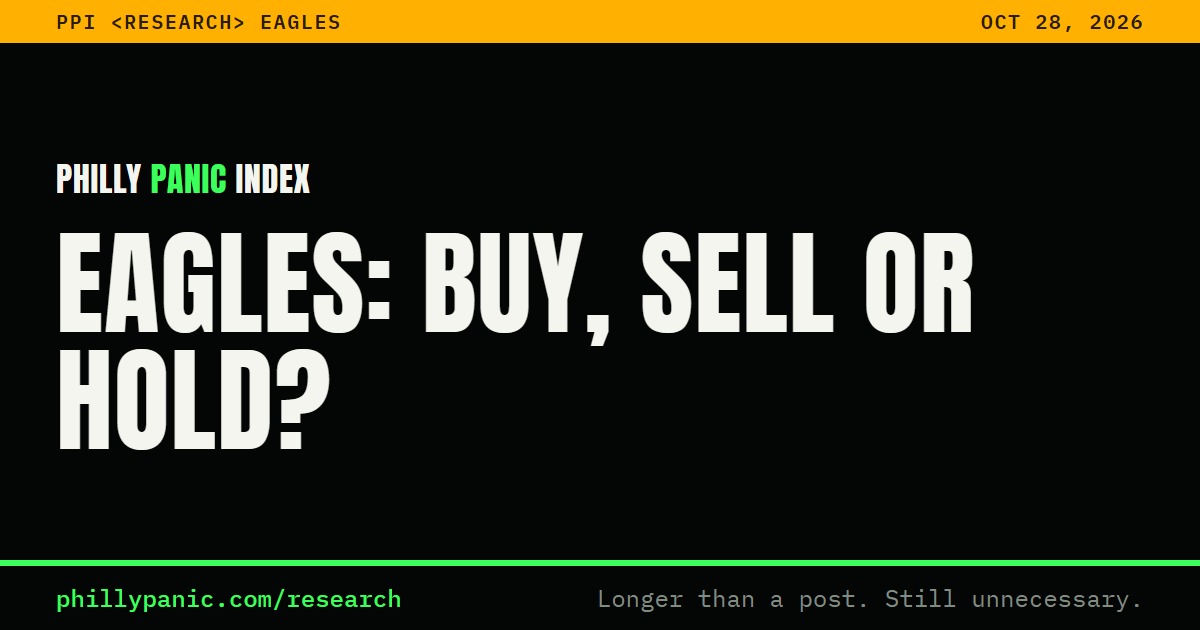 PPI <RESEARCH> EAGLES
OCT 28, 2026
PHILLY PANIC INDEX
EAGLES: BUY, SELL OR
HOLD?
phillypanic.com/research
Longer than a post. Still unnecessary.